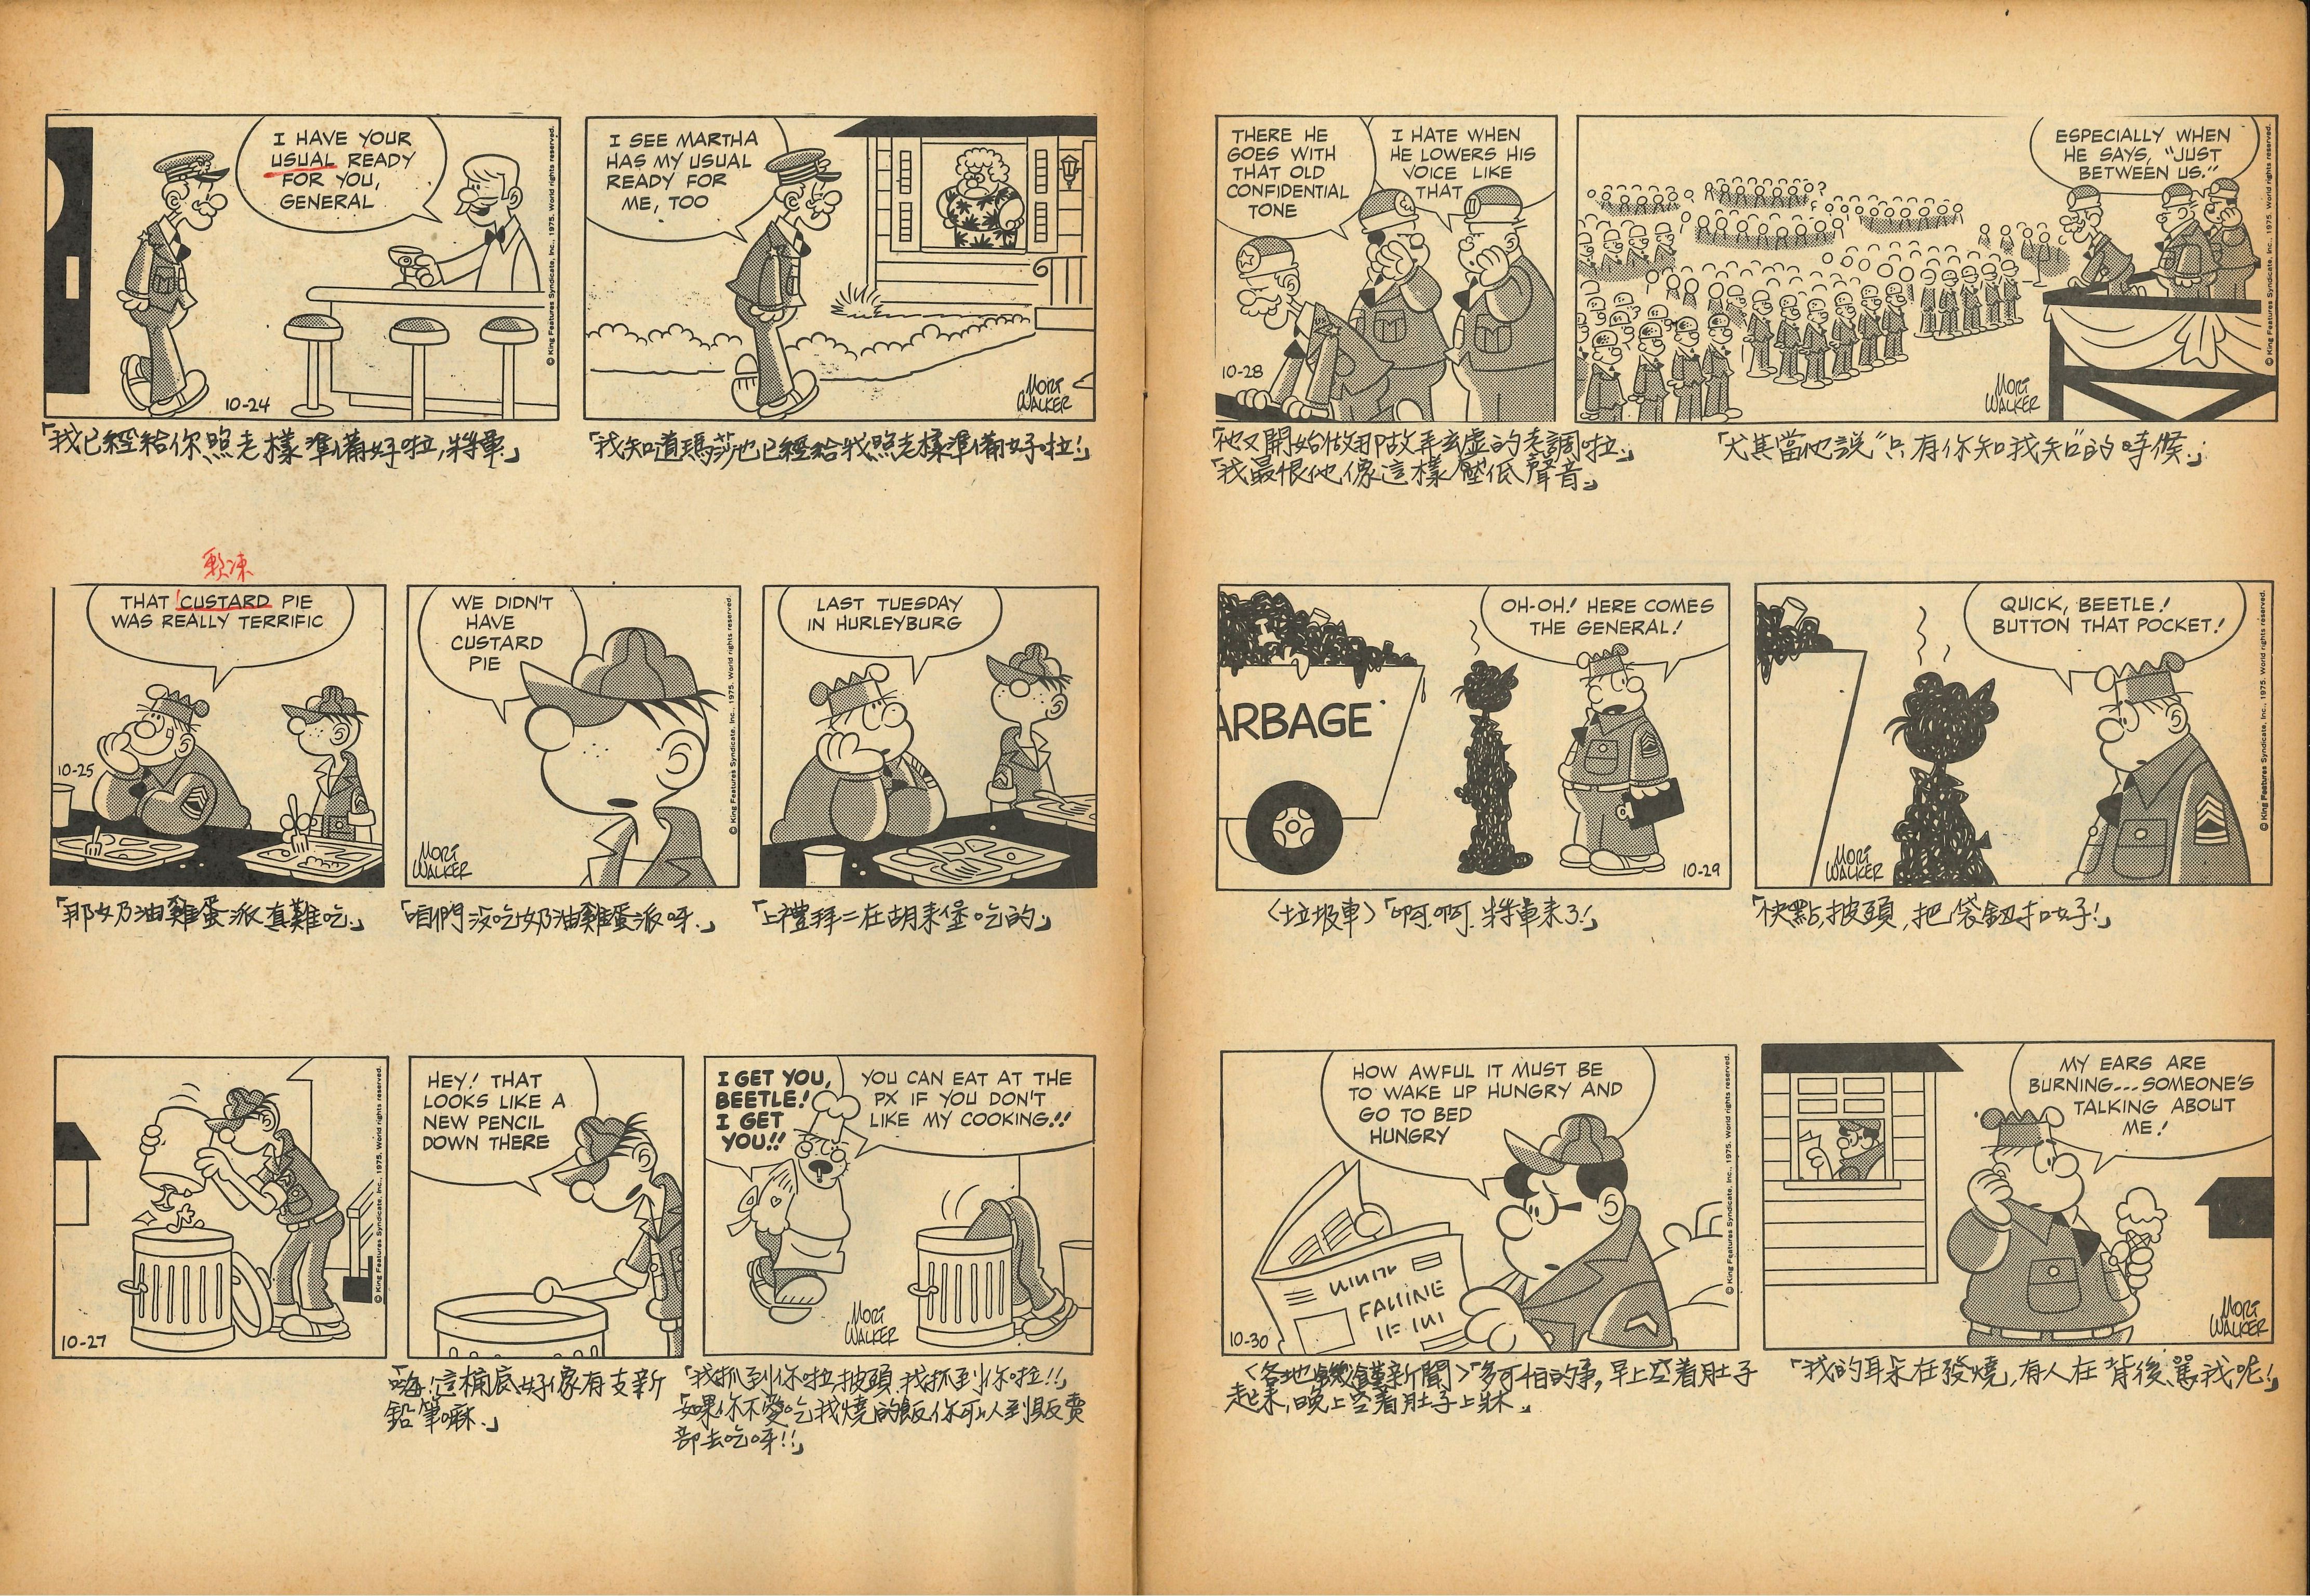 I HAVE YOUR
USUAL READY
FOR YOU,
GENERAL
© King Features Syndicate, Inc., 1975. World rights reserved.
10-24
「我已經給你照老樣準備好啦,將軍」
I SEE MARTHA
HAS MY USUAL
READY FOR
ME, TOO
MORT
WALKER
「我知道瑪莎也已經給我照老樣準備好啦!」
軟凍
THAT CUSTARD PIE
WAS REALLY TERRIFIC
10-25
「那奶油雞蛋派真難吃」
WE DIDN'T
HAVE
CUSTARD
PIE
MORT
WALKER
© King Features Syndicate, Inc., 1975. World rights reserved.
「咱們沒吃奶油雞蛋派呀.」
LAST TUESDAY
IN HURLEYBURG
「上禮拜二在胡來堡吃的」
10-27
© King Features Syndicate, Inc., 1975. World rights reserved.
HEY! THAT
LOOKS LIKE A
NEW PENCIL
DOWN THERE
「嗨!這桶底好像有支新
鉛筆嘛.」
I GET YOU,
BEETLE!
I GET
YOU!!
YOU CAN EAT AT THE
PX IF YOU DON'T
LIKE MY COOKING!!
MORT
WALKER
「我抓到你啦,披頭.我抓到你啦!!」
「如果你不愛吃我燒的飯你可以到販賣
部去吃呀!!」
THERE HE
GOES WITH
THAT OLD
CONFIDENTIAL
TONE
I HATE WHEN
HE LOWERS HIS
VOICE LIKE
THAT
10-28
「他又開始做那故弄玄虛的老調啦.」
「我最恨他像這樣壓低聲音」
ESPECIALLY WHEN
HE SAYS, "JUST
BETWEEN US."
MORT
WALKER
© King Features Syndicate, Inc., 1975. World rights reserved.
「尤其當他說"只有你知我知"的時候.」
ARBAGE
OH-OH! HERE COMES
THE GENERAL!
10-29
〈垃圾車〉「啊.啊.將軍來了!」
QUICK, BEETLE!
BUTTON THAT POCKET!
MORT
WALKER
© King Features Syndicate, Inc., 1975. World rights reserved.
「快點,披頭,把袋鈕扣好!」
HOW AWFUL IT MUST BE
TO WAKE UP HUNGRY AND
GO TO BED
HUNGRY
FAMINE
10-30
© King Features Syndicate, Inc., 1975. World rights reserved.
〈各地饑饉新聞〉「多可怕的事,早上空着肚子
起來,晚上空着肚子上牀」
MY EARS ARE
BURNING...SOMEONE'S
TALKING ABOUT
ME!
MORT
WALKER
「我的耳朵在發燒,有人在背後罵我呢!」